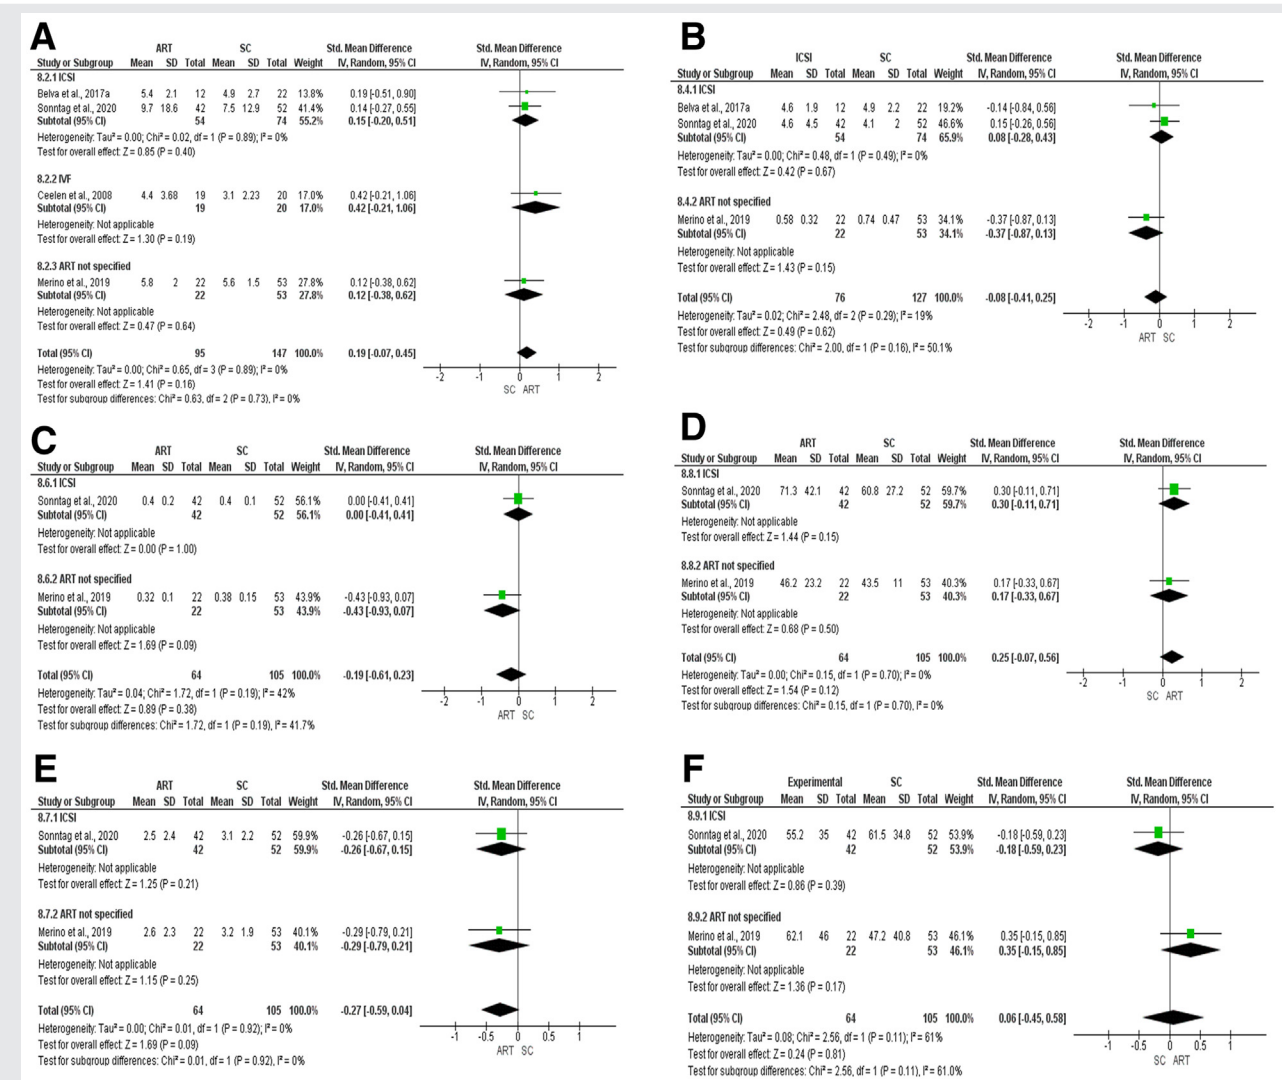 A
ART SC Std. Mean Difference Std. Mean Difference
Study or Subgroup Mean SD Total Mean SD Total Weight IV, Random, 95% CI IV, Random, 95% CI
8.2.1 ICSI
Belva et al., 2017a 5.4 2.1 12 4.9 2.7 22 13.8% 0.19 [-0.51, 0.90]
Sonntag et al., 2020 9.7 18.6 42 7.5 12.9 52 41.4% 0.14 [-0.27, 0.55]
Subtotal (95% CI) 54 74 55.2% 0.15 [-0.20, 0.51]
Heterogeneity: Tau² = 0.00; Chi² = 0.02, df = 1 (P = 0.89); I² = 0%
Test for overall effect: Z = 0.85 (P = 0.40)
8.2.2 IVF
Ceelen et al., 2008 4.4 3.68 19 3.1 2.23 20 17.0% 0.42 [-0.21, 1.06]
Subtotal (95% CI) 19 20 17.0% 0.42 [-0.21, 1.06]
Heterogeneity: Not applicable
Test for overall effect: Z = 1.30 (P = 0.19)
8.2.3 ART not specified
Merino et al., 2019 5.8 2 22 5.6 1.5 53 27.8% 0.12 [-0.38, 0.62]
Subtotal (95% CI) 22 53 27.8% 0.12 [-0.38, 0.62]
Heterogeneity: Not applicable
Test for overall effect: Z = 0.47 (P = 0.64)
Total (95% CI) 95 147 100.0% 0.19 [-0.07, 0.45]
Heterogeneity: Tau² = 0.00; Chi² = 0.65, df = 3 (P = 0.89); I² = 0%
Test for overall effect: Z = 1.41 (P = 0.16)
Test for subgroup differences: Chi² = 0.63, df = 2 (P = 0.73), I² = 0%
-2 -1 0 1 2
SC ART
B
ICSI SC Std. Mean Difference Std. Mean Difference
Study or Subgroup Mean SD Total Mean SD Total Weight IV, Random, 95% CI IV, Random, 95% CI
8.4.1 ICSI
Belva et al., 2017a 4.6 1.9 12 4.9 2.2 22 19.2% -0.14 [-0.84, 0.56]
Sonntag et al., 2020 4.6 4.5 42 4.1 2 52 46.6% 0.15 [-0.26, 0.56]
Subtotal (95% CI) 54 74 65.9% 0.08 [-0.28, 0.43]
Heterogeneity: Tau² = 0.00; Chi² = 0.48, df = 1 (P = 0.49); I² = 0%
Test for overall effect: Z = 0.42 (P = 0.67)
8.4.2 ART not specified
Merino et al., 2019 0.58 0.32 22 0.74 0.47 53 34.1% -0.37 [-0.87, 0.13]
Subtotal (95% CI) 22 53 34.1% -0.37 [-0.87, 0.13]
Heterogeneity: Not applicable
Test for overall effect: Z = 1.43 (P = 0.15)
Total (95% CI) 76 127 100.0% -0.08 [-0.41, 0.25]
Heterogeneity: Tau² = 0.02; Chi² = 2.48, df = 2 (P = 0.29); I² = 19%
Test for overall effect: Z = 0.49 (P = 0.62)
Test for subgroup differences: Chi² = 2.00, df = 1 (P = 0.16), I² = 50.1%
-2 -1 0 1 2
ART SC
C
ART SC Std. Mean Difference Std. Mean Difference
Study or Subgroup Mean SD Total Mean SD Total Weight IV, Random, 95% CI IV, Random, 95% CI
8.6.1 ICSI
Sonntag et al., 2020 0.4 0.2 42 0.4 0.1 52 56.1% 0.00 [-0.41, 0.41]
Subtotal (95% CI) 42 52 56.1% 0.00 [-0.41, 0.41]
Heterogeneity: Not applicable
Test for overall effect: Z = 0.00 (P = 1.00)
8.6.2 ART not specified
Merino et al., 2019 0.32 0.1 22 0.38 0.15 53 43.9% -0.43 [-0.93, 0.07]
Subtotal (95% CI) 22 53 43.9% -0.43 [-0.93, 0.07]
Heterogeneity: Not applicable
Test for overall effect: Z = 1.69 (P = 0.09)
Total (95% CI) 64 105 100.0% -0.19 [-0.61, 0.23]
Heterogeneity: Tau² = 0.04; Chi² = 1.72, df = 1 (P = 0.19); I² = 42%
Test for overall effect: Z = 0.89 (P = 0.38)
Test for subgroup differences: Chi² = 1.72, df = 1 (P = 0.19), I² = 41.7%
-2 -1 0 1 2
ART SC
D
ART SC Std. Mean Difference Std. Mean Difference
Study or Subgroup Mean SD Total Mean SD Total Weight IV, Random, 95% CI IV, Random, 95% CI
8.8.1 ICSI
Sonntag et al., 2020 71.3 42.1 42 60.8 27.2 52 59.7% 0.30 [-0.11, 0.71]
Subtotal (95% CI) 42 52 59.7% 0.30 [-0.11, 0.71]
Heterogeneity: Not applicable
Test for overall effect: Z = 1.44 (P = 0.15)
8.8.2 ART not specified
Merino et al., 2019 46.2 23.2 22 43.5 11 53 40.3% 0.17 [-0.33, 0.67]
Subtotal (95% CI) 22 53 40.3% 0.17 [-0.33, 0.67]
Heterogeneity: Not applicable
Test for overall effect: Z = 0.68 (P = 0.50)
Total (95% CI) 64 105 100.0% 0.25 [-0.07, 0.56]
Heterogeneity: Tau² = 0.00; Chi² = 0.15, df = 1 (P = 0.70); I² = 0%
Test for overall effect: Z = 1.54 (P = 0.12)
Test for subgroup differences: Chi² = 0.15, df = 1 (P = 0.70), I² = 0%
-2 -1 0 1 2
SC ART
E
ART SC Std. Mean Difference Std. Mean Difference
Study or Subgroup Mean SD Total Mean SD Total Weight IV, Random, 95% CI IV, Random, 95% CI
8.7.1 ICSI
Sonntag et al., 2020 2.5 2.4 42 3.1 2.2 52 59.9% -0.26 [-0.67, 0.15]
Subtotal (95% CI) 42 52 59.9% -0.26 [-0.67, 0.15]
Heterogeneity: Not applicable
Test for overall effect: Z = 1.25 (P = 0.21)
8.7.2 ART not specified
Merino et al., 2019 2.6 2.3 22 3.2 1.9 53 40.1% -0.29 [-0.79, 0.21]
Subtotal (95% CI) 22 53 40.1% -0.29 [-0.79, 0.21]
Heterogeneity: Not applicable
Test for overall effect: Z = 1.15 (P = 0.25)
Total (95% CI) 64 105 100.0% -0.27 [-0.59, 0.04]
Heterogeneity: Tau² = 0.00; Chi² = 0.01, df = 1 (P = 0.92); I² = 0%
Test for overall effect: Z = 1.69 (P = 0.09)
Test for subgroup differences: Chi² = 0.01, df = 1 (P = 0.92), I² = 0%
-1 -0.5 0 0.5 1
ART SC
F
Experimental SC Std. Mean Difference Std. Mean Difference
Study or Subgroup Mean SD Total Mean SD Total Weight IV, Random, 95% CI IV, Random, 95% CI
8.9.1 ICSI
Sonntag et al., 2020 55.2 35 42 61.5 34.8 52 53.9% -0.18 [-0.59, 0.23]
Subtotal (95% CI) 42 52 53.9% -0.18 [-0.59, 0.23]
Heterogeneity: Not applicable
Test for overall effect: Z = 0.86 (P = 0.39)
8.9.2 ART not specified
Merino et al., 2019 62.1 46 22 47.2 40.8 53 46.1% 0.35 [-0.15, 0.85]
Subtotal (95% CI) 22 53 46.1% 0.35 [-0.15, 0.85]
Heterogeneity: Not applicable
Test for overall effect: Z = 1.36 (P = 0.17)
Total (95% CI) 64 105 100.0% 0.06 [-0.45, 0.58]
Heterogeneity: Tau² = 0.08; Chi² = 2.56, df = 1 (P = 0.11); I² = 61%
Test for overall effect: Z = 0.24 (P = 0.81)
Test for subgroup differences: Chi² = 2.56, df = 1 (P = 0.11), I² = 61.0%
-1 -0.5 0 0.5 1
SC ART